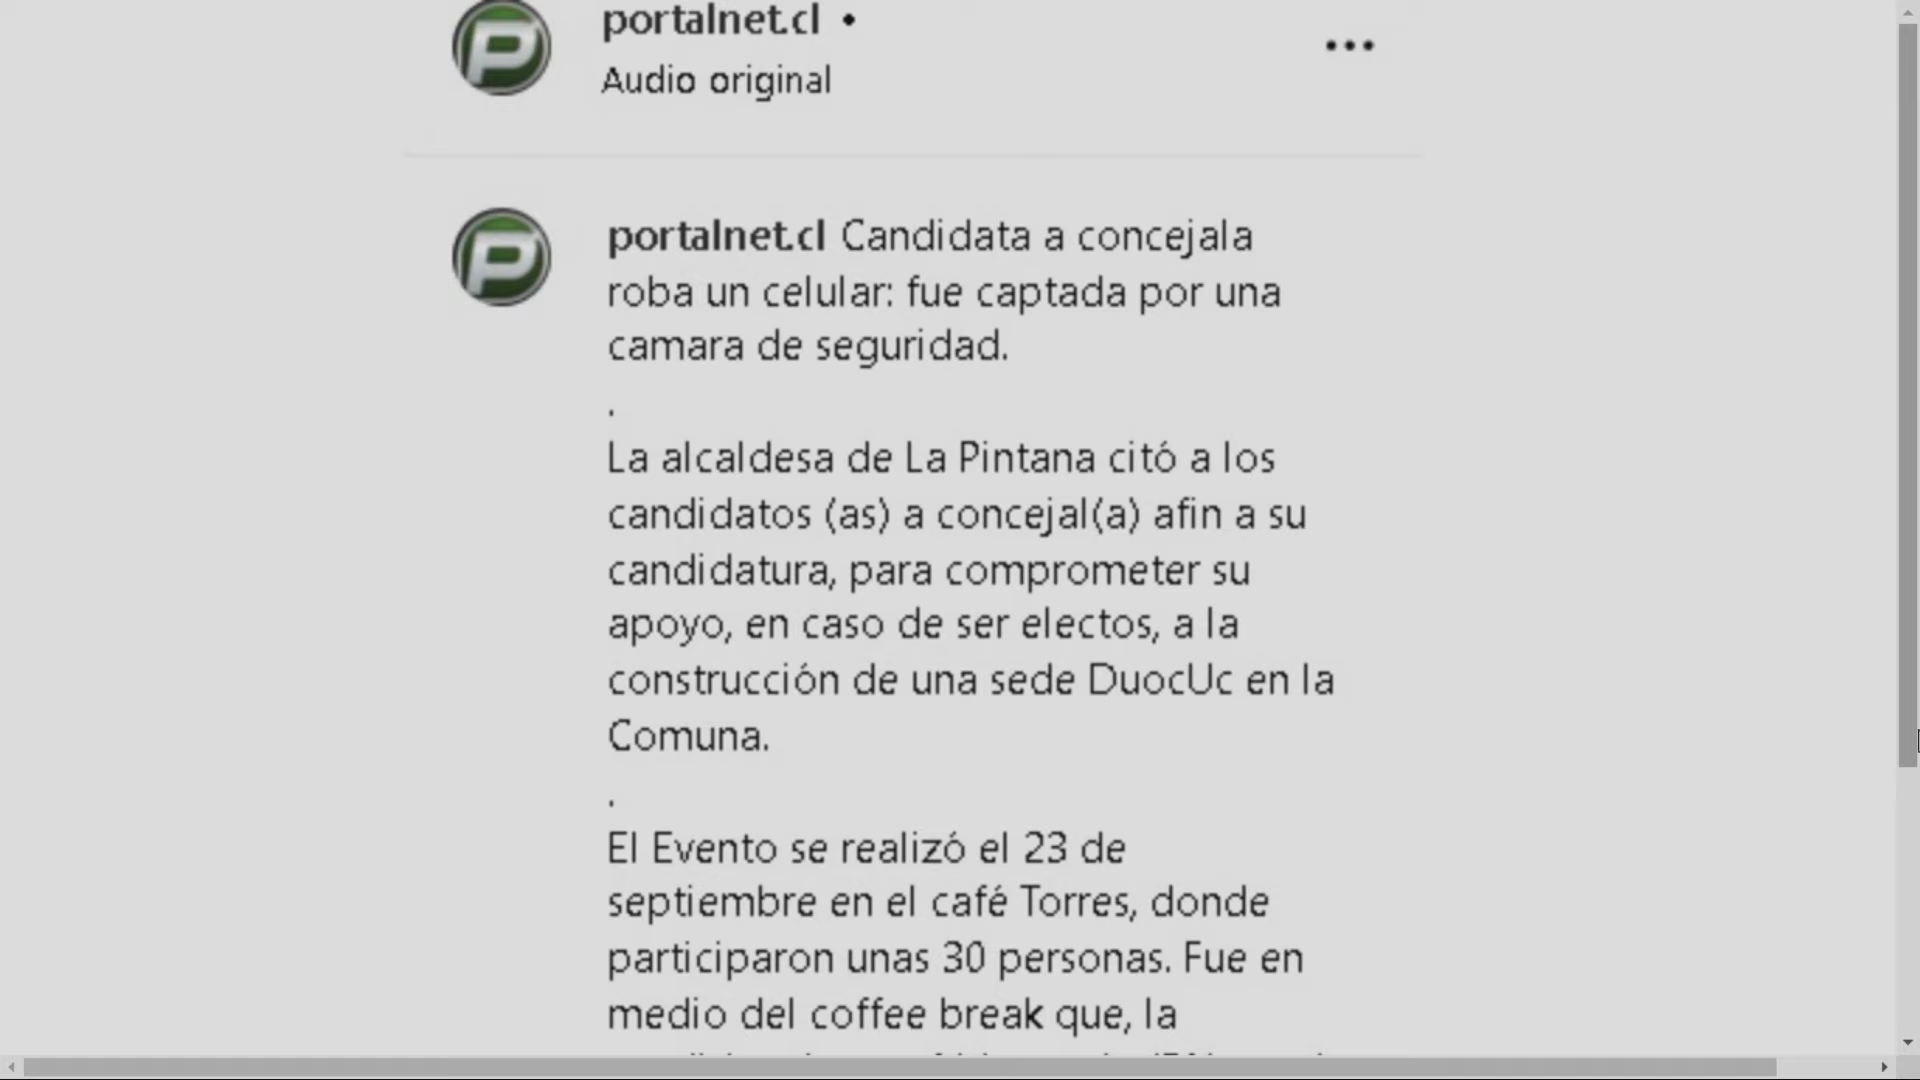 portalnet.cl •
Audio original
portalnet.cl Candidata a concejala
roba un celular: fue captada por una
camara de seguridad.
.
La alcaldesa de La Pintana citó a los
candidatos (as) a concejal(a) afin a su
candidatura, para comprometer su
apoyo, en caso de ser electos, a la
construcción de una sede DuocUc en la
Comuna.
.
El Evento se realizó el 23 de
septiembre en el café Torres, donde
participaron unas 30 personas. Fue en
medio del coffee break que, la